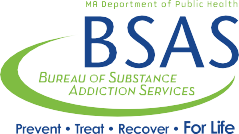 MA Department of Public Health
BSAS
BUREAU OF SUBSTANCE
ADDICTION SERVICES
Prevent • Treat • Recover • For Life